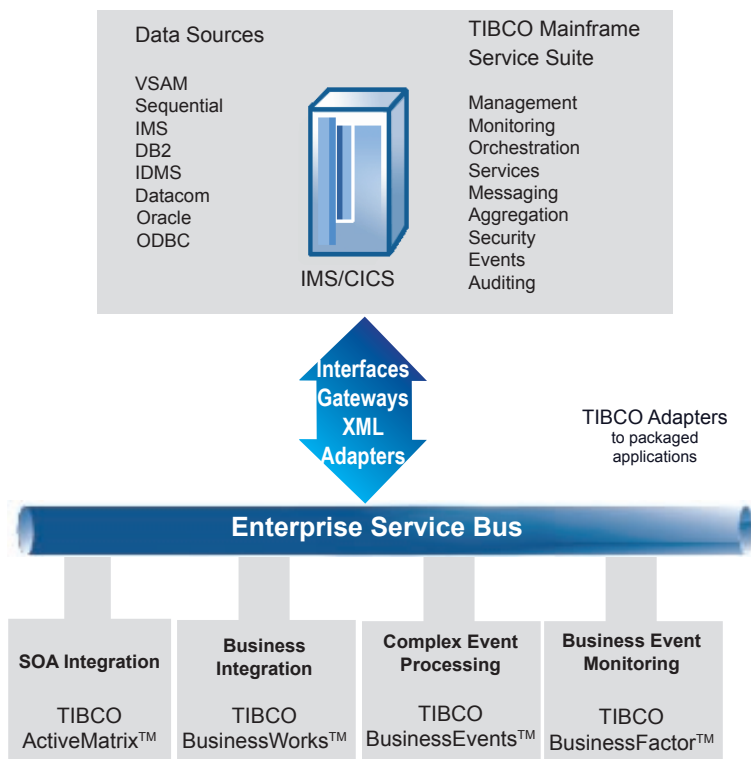 Data Sources
VSAM
Sequential
IMS
DB2
IDMS
Datacom
Oracle
ODBC
IMS/CICS
TIBCO Mainframe
Service Suite
Management
Monitoring
Orchestration
Services
Messaging
Aggregation
Security
Events
Auditing
Interfaces
Gateways
XML
Adapters
TIBCO Adapters
to packaged
applications
Enterprise Service Bus
SOA Integration
TIBCO
ActiveMatrix™
Business
Integration
TIBCO
BusinessWorks™
Complex Event
Processing
TIBCO
BusinessEvents™
Business Event
Monitoring
TIBCO
BusinessFactor™